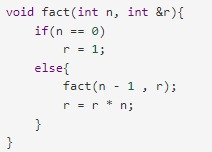 void fact(int n, int &r){
    if(n == 0)
        r = 1;
    else{
        fact(n - 1 , r);
        r = r * n;
    }
}